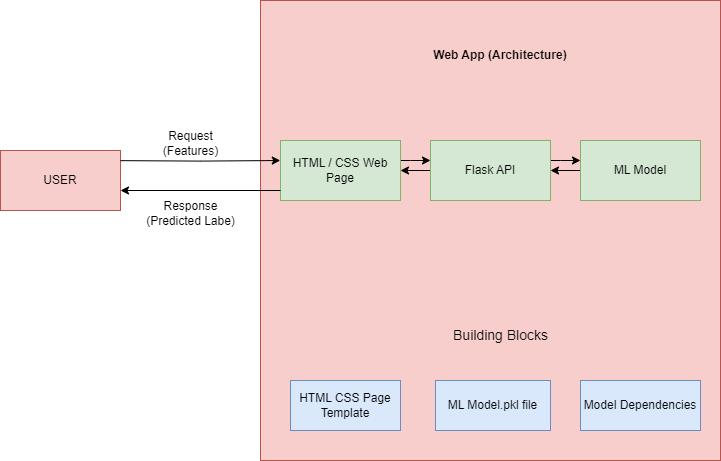 Web App (Architecture)
Request
(Features)
USER
HTML / CSS Web
Page
Flask API
ML Model
Response
(Predicted Labe)
Building Blocks
HTML CSS Page
Template
ML Model.pkl file
Model Dependencies